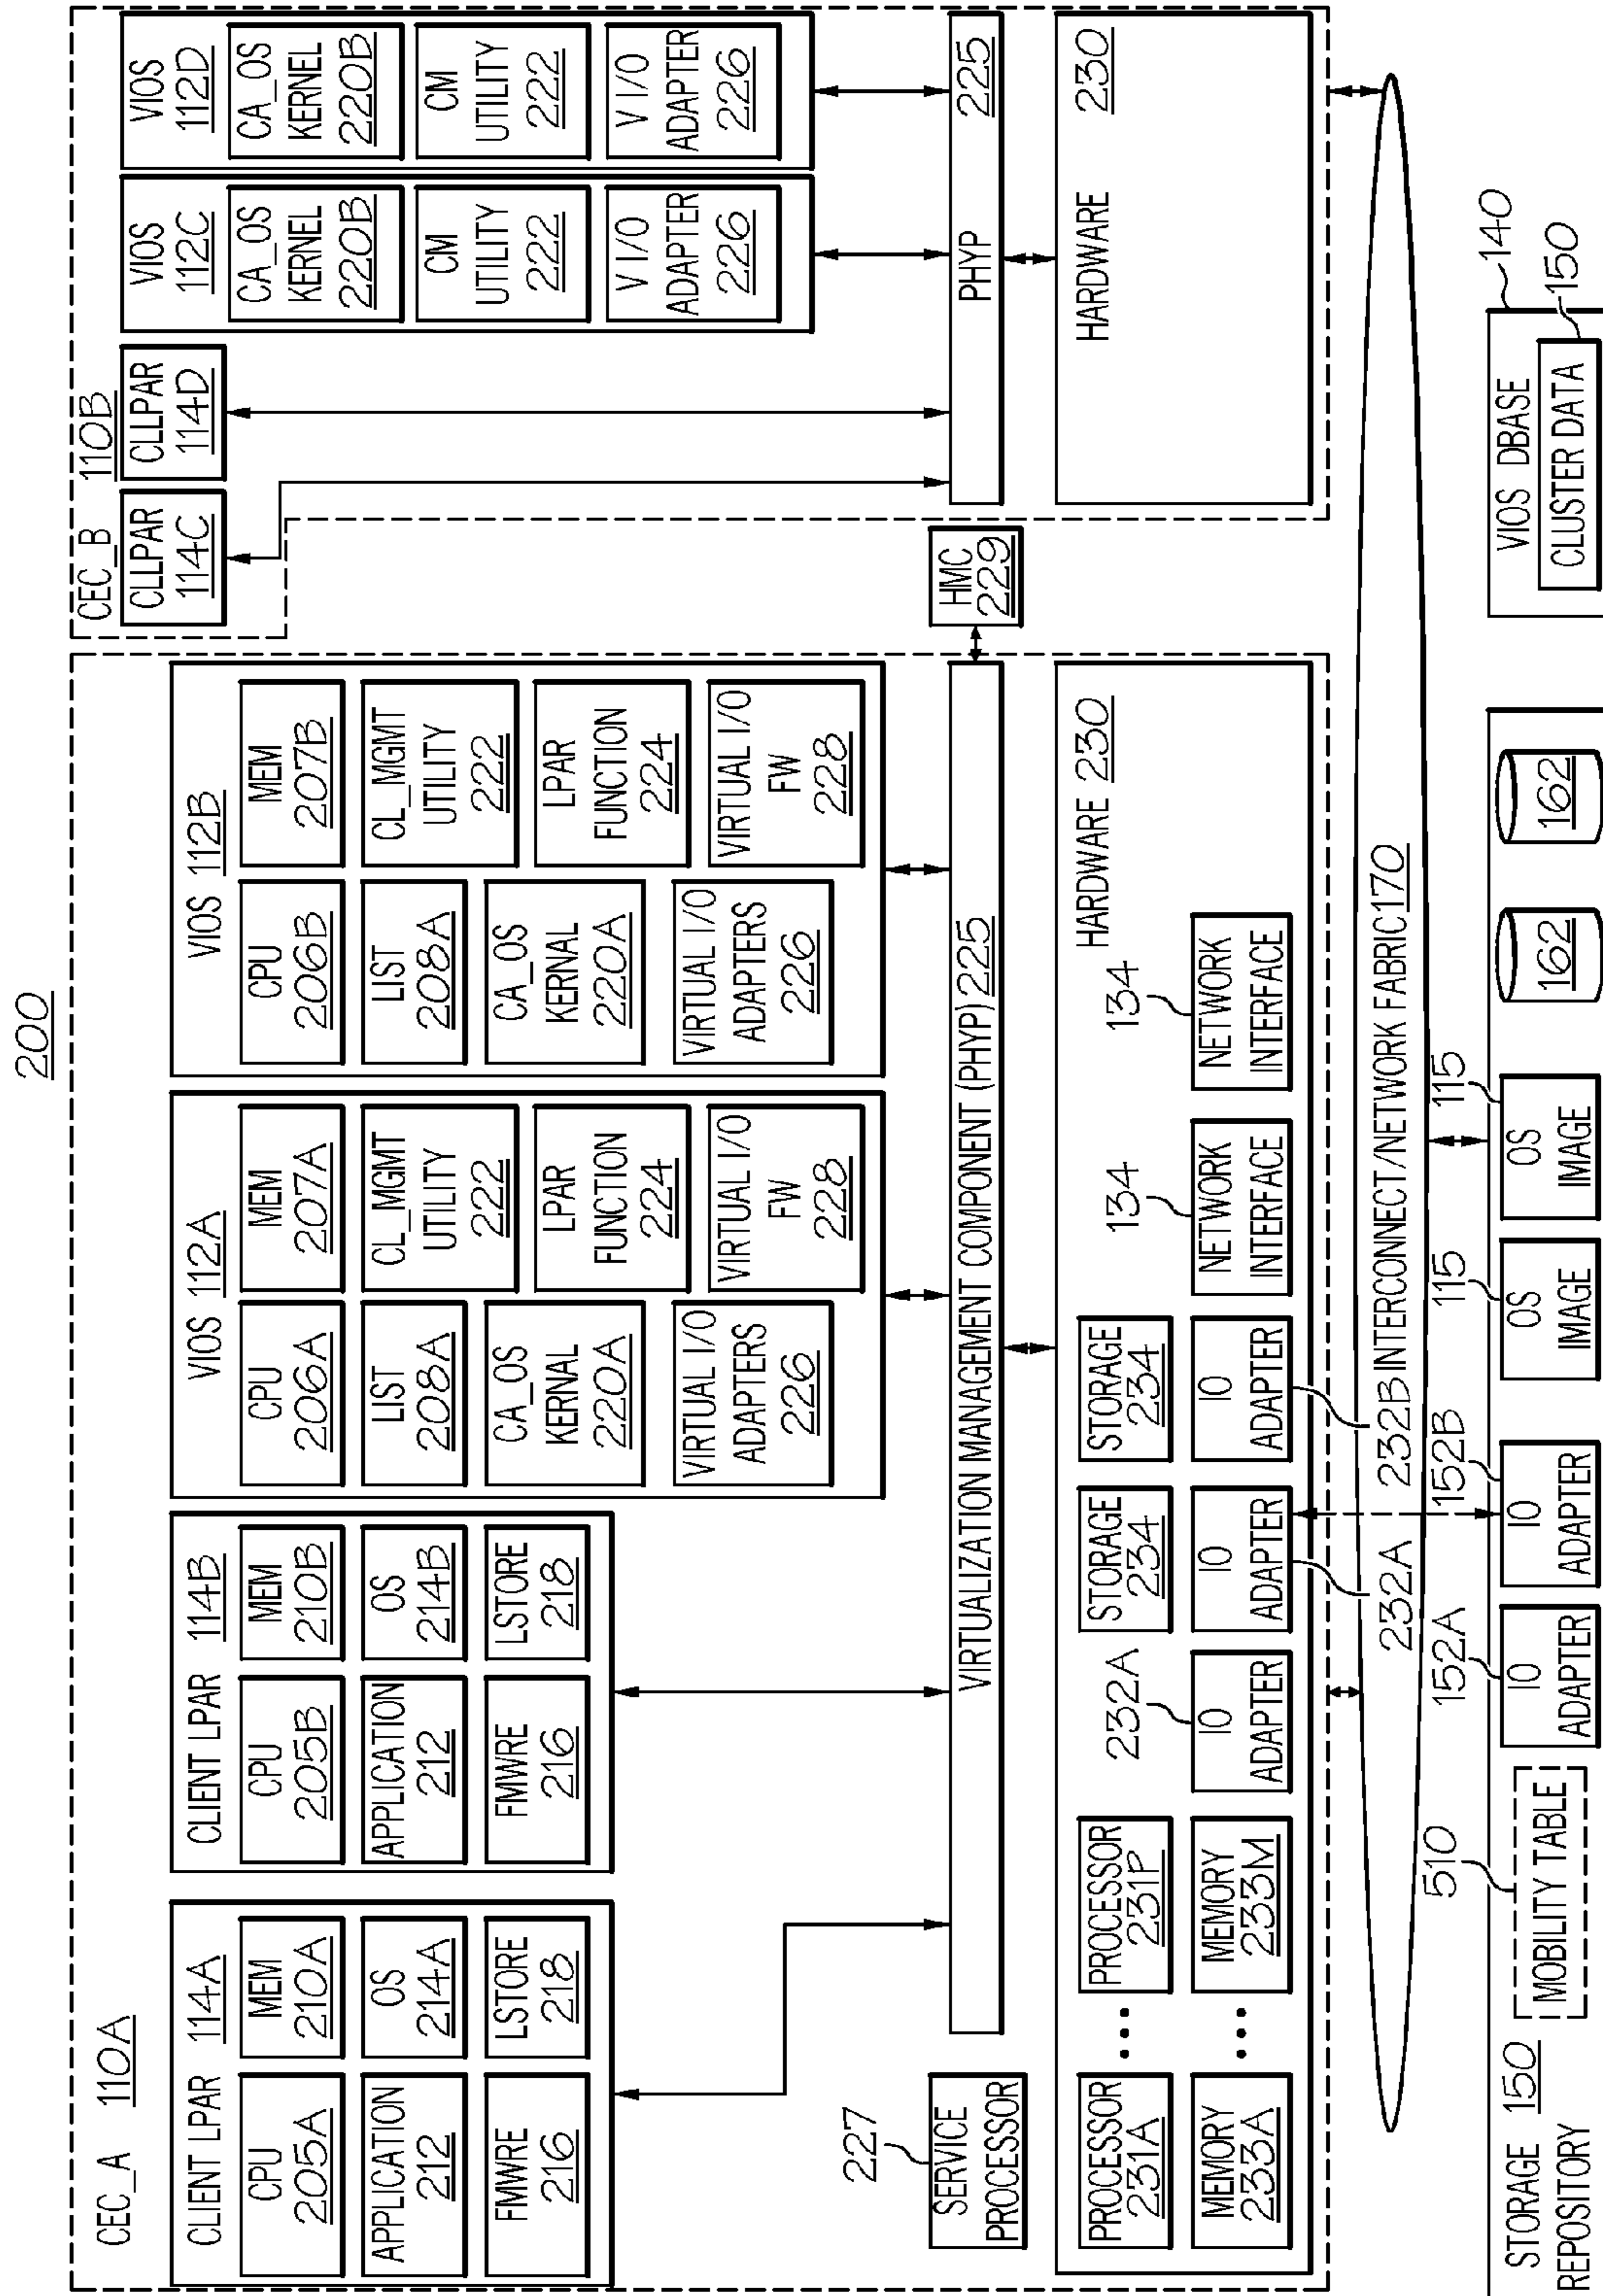 200
CEC_A 110A
CLIENT LPAR 114A
CPU
205A
MEM
210A
APPLICATION
212
OS
214A
FMWRE
216
LSTORE
218
CLIENT LPAR 114B
CPU
205B
MEM
210B
APPLICATION
212
OS
214B
FMWRE
216
LSTORE
218
VIOS 112A
CPU
206A
MEM
207A
LIST
208A
CL_MGMT
UTILITY
222
CA_OS
KERNAL
220A
LPAR
FUNCTION
224
VIRTUAL I/O
ADAPTERS
226
VIRTUAL I/O
FW
228
VIOS 112B
CPU
206B
MEM
207B
LIST
208A
CL_MGMT
UTILITY
222
CA_OS
KERNAL
220A
LPAR
FUNCTION
224
VIRTUAL I/O
ADAPTERS
226
VIRTUAL I/O
FW
228
227
SERVICE
PROCESSOR
VIRTUALIZATION MANAGEMENT COMPONENT (PHYP) 225
HMC
229
HARDWARE 230
PROCESSOR
231A
PROCESSOR
231P
MEMORY
233A
MEMORY
233M
232A
IO
ADAPTER
STORAGE
234
IO
ADAPTER
232A
STORAGE
234
IO
ADAPTER
232B
134
NETWORK
INTERFACE
134
NETWORK
INTERFACE
CEC_B 110B
CLLPAR
114C
CLLPAR
114D
VIOS
112C
CA_OS
KERNEL
220B
CM
UTILITY
222
V I/O
ADAPTER
226
VIOS
112D
CA_OS
KERNEL
220B
CM
UTILITY
222
V I/O
ADAPTER
226
PHYP 225
HARDWARE 230
INTERCONNECT/NETWORK FABRIC 170
STORAGE 150
REPOSITORY
510
MOBILITY TABLE
152A
IO
ADAPTER
152B
IO
ADAPTER
115
OS
IMAGE
115
OS
IMAGE
162
162
140
VIOS DBASE
150
CLUSTER DATA